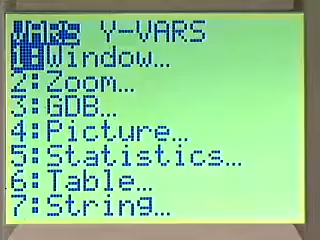 VARS Y-VARS
1:Window…
2:Zoom…
3:GDB…
4:Picture…
5:Statistics…
6:Table…
7:String…